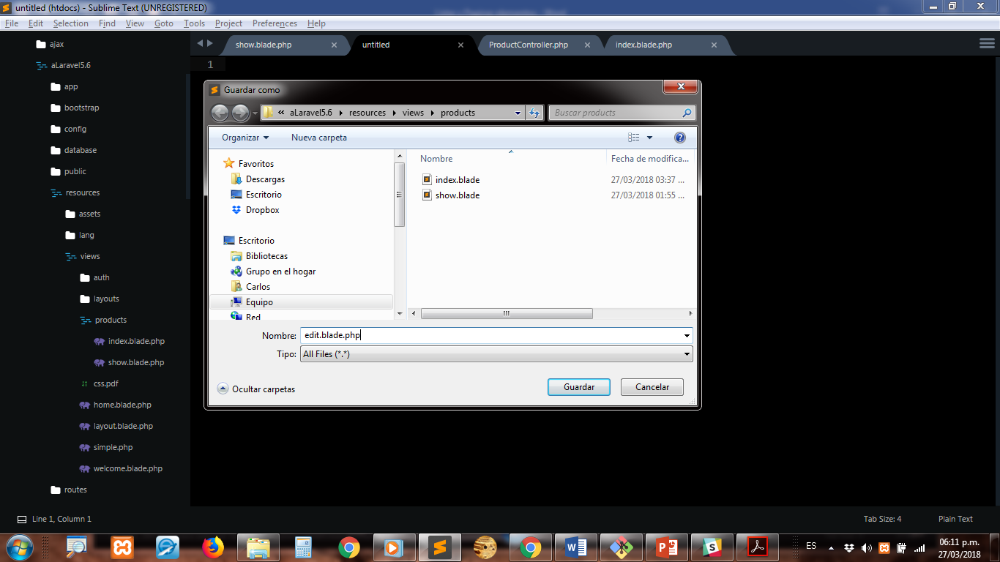 untitled (htdocs) - Sublime Text (UNREGISTERED)
File Edit Selection Find View Goto Tools Project Preferences Help
ajax
aLaravel5.6
app
bootstrap
config
database
public
resources
assets
lang
views
auth
layouts
products
index.blade.php
show.blade.php
css.pdf
home.blade.php
layout.blade.php
simple.php
welcome.blade.php
routes
show.blade.php untitled ProductController.php index.blade.php
1
Guardar como
« aLaravel5.6 resources views products
Buscar products
Organizar Nueva carpeta
Favoritos
Descargas
Escritorio
Dropbox
Escritorio
Bibliotecas
Grupo en el hogar
Carlos
Equipo
Red
Nombre Fecha de modifica...
index.blade 27/03/2018 03:37 ...
show.blade 27/03/2018 01:55 ...
Nombre: edit.blade.php
Tipo: All Files (*.*)
Ocultar carpetas Guardar Cancelar
Line 1, Column 1 Tab Size: 4 Plain Text
ES 06:11 p.m.
27/03/2018